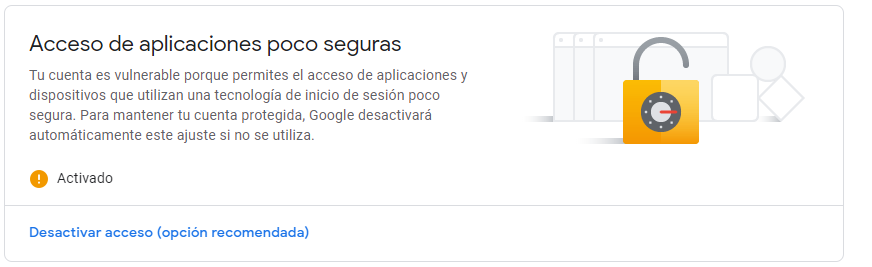 Acceso de aplicaciones poco seguras
Tu cuenta es vulnerable porque permites el acceso de aplicaciones y
dispositivos que utilizan una tecnología de inicio de sesión poco
segura. Para mantener tu cuenta protegida, Google desactivará
automáticamente este ajuste si no se utiliza.
Activado
Desactivar acceso (opción recomendada)